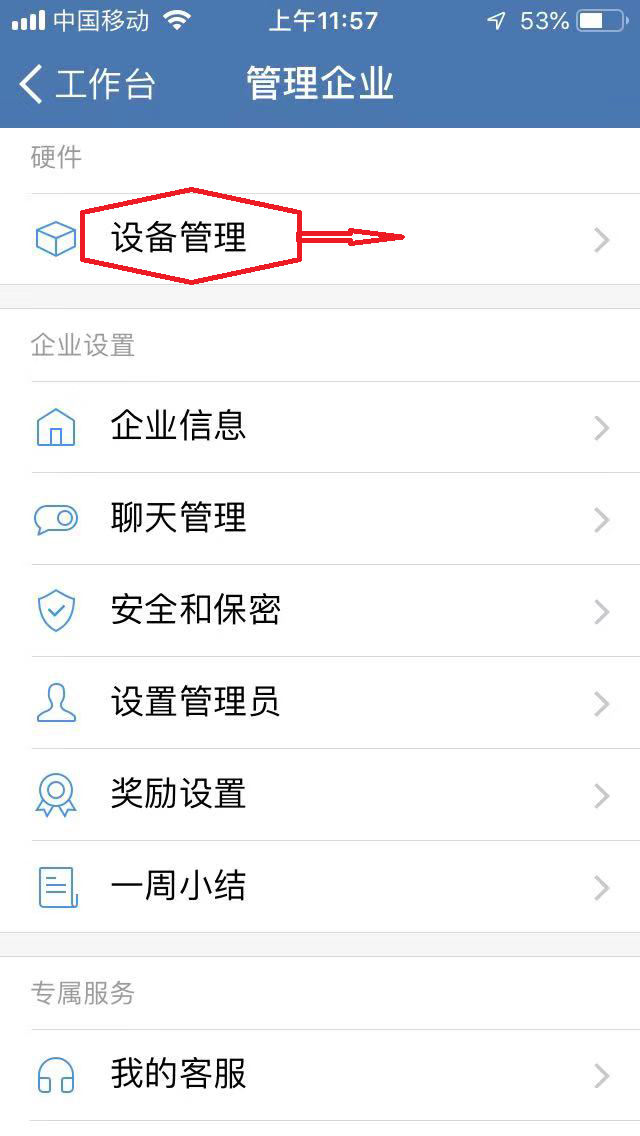 中国移动 上午11:57 53%
工作台 管理企业
硬件
设备管理
企业设置
企业信息
聊天管理
安全和保密
设置管理员
奖励设置
一周小结
专属服务
我的客服